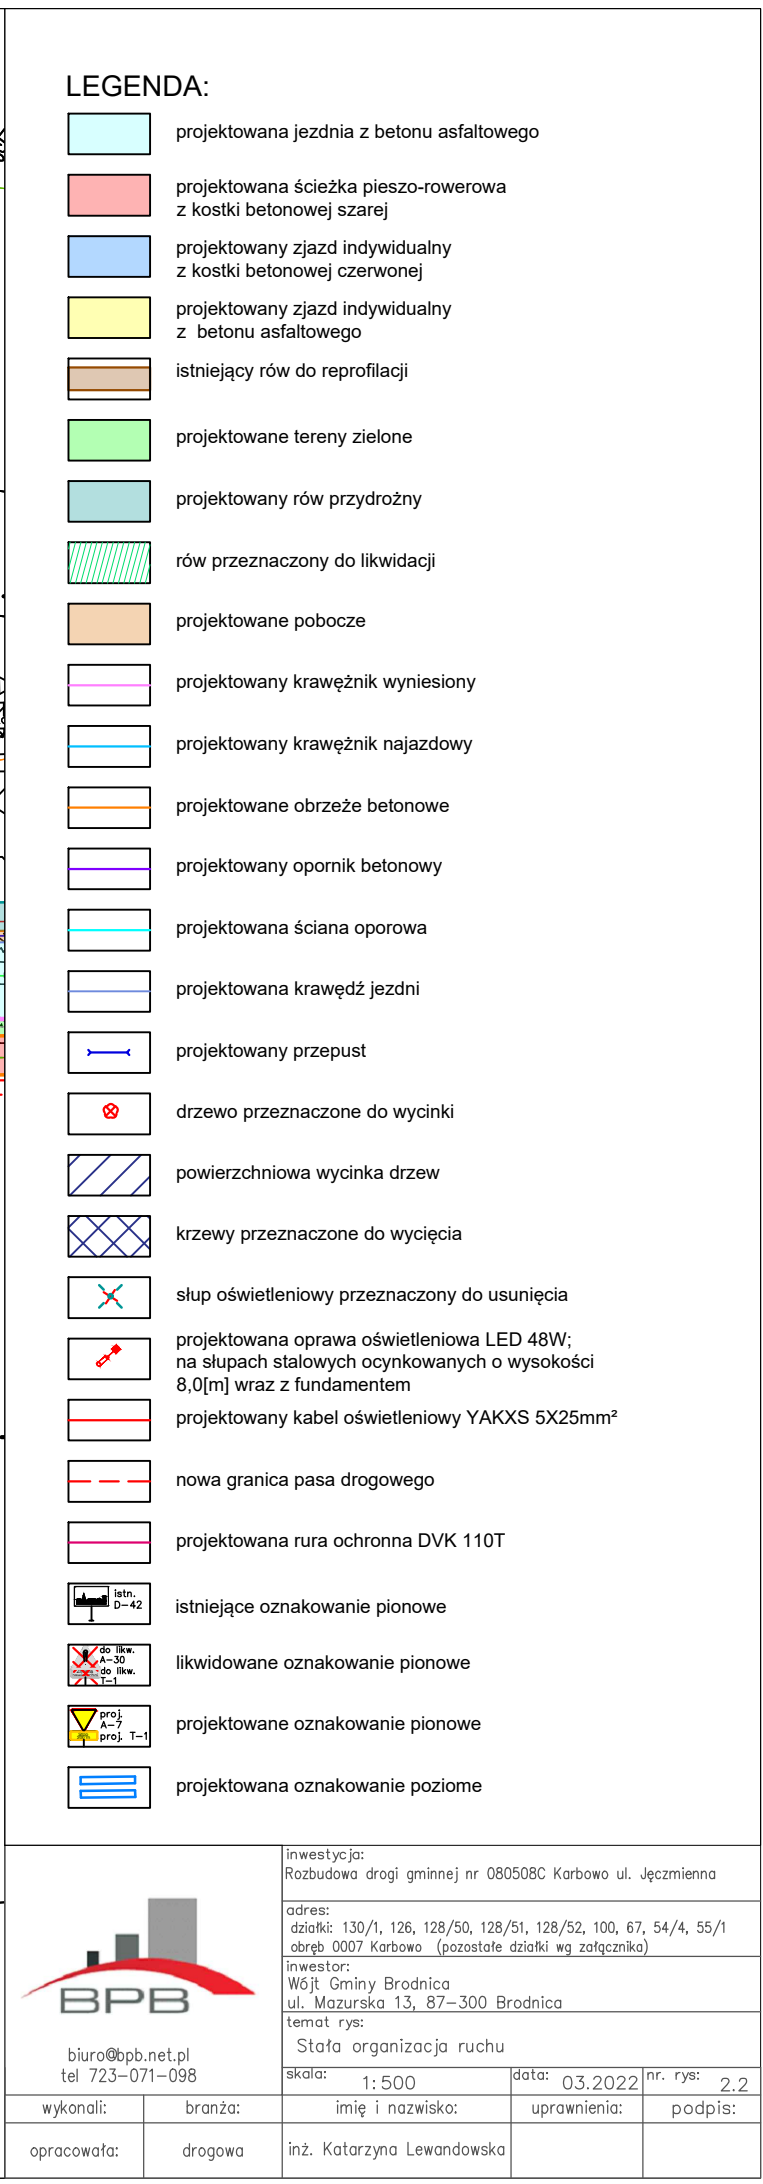 LEGENDA:
projektowana jezdnia z betonu asfaltowego
projektowana ścieżka pieszo-rowerowa
z kostki betonowej szarej
projektowany zjazd indywidualny
z kostki betonowej czerwonej
projektowany zjazd indywidualny
z betonu asfaltowego
istniejący rów do reprofilacji
projektowane tereny zielone
projektowany rów przydrożny
rów przeznaczony do likwidacji
projektowane pobocze
projektowany krawężnik wyniesiony
projektowany krawężnik najazdowy
projektowane obrzeże betonowe
projektowany opornik betonowy
projektowana ściana oporowa
projektowana krawędź jezdni
projektowany przepust
drzewo przeznaczone do wycinki
powierzchniowa wycinka drzew
krzewy przeznaczone do wycięcia
słup oświetleniowy przeznaczony do usunięcia
projektowana oprawa oświetleniowa LED 48W;
na słupach stalowych ocynkowanych o wysokości
8,0[m] wraz z fundamentem
projektowany kabel oświetleniowy YAKXS 5X25mm²
nowa granica pasa drogowego
projektowana rura ochronna DVK 110T
istn.
D-42
istniejące oznakowanie pionowe
do likw.
A-30
do likw.
T-1
likwidowane oznakowanie pionowe
proj.
A-7
proj. T-1
projektowane oznakowanie pionowe
projektowana oznakowanie poziome
BPB
biuro@bpb.net.pl
tel 723-071-098
inwestycja:
Rozbudowa drogi gminnej nr 080508C Karbowo ul. Jęczmienna
adres:
działki: 130/1, 126, 128/50, 128/51, 128/52, 100, 67, 54/4, 55/1
obręb 0007 Karbowo (pozostałe działki wg załącznika)
inwestor:
Wójt Gminy Brodnica
ul. Mazurska 13, 87-300 Brodnica
temat rys:
Stała organizacja ruchu
skala: 1:500 data: 03.2022 nr. rys: 2.2
wykonali: branża: imię i nazwisko: uprawnienia: podpis:
opracowała: drogowa inż. Katarzyna Lewandowska